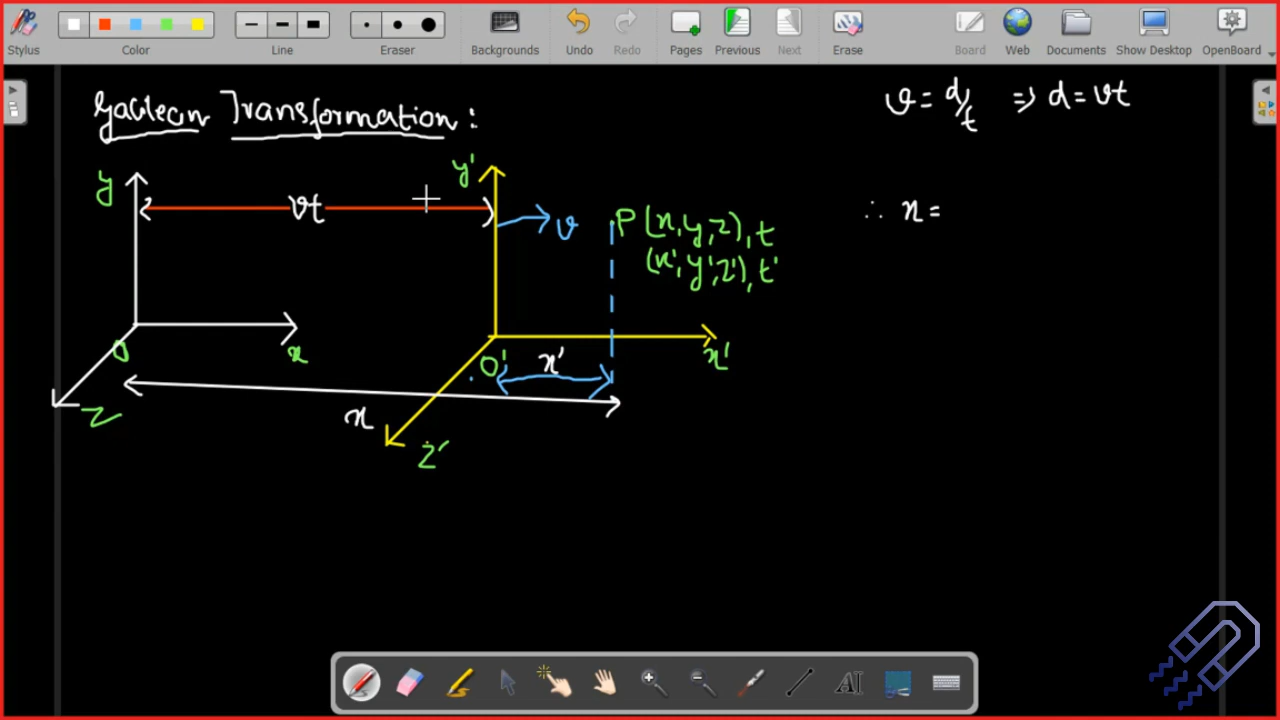 Stylus
Color
Line
Eraser
Backgrounds
Undo
Redo
Pages
Previous
Next
Erase
Board
Web
Documents
Show Desktop
OpenBoard
Galilean Transformation :
v = d/t ⇒ d = vt
∴ x =
y
vt
y'
v
P (x, y, z), t
(x', y', z'), t'
O
x
O'
x'
x'
z
x
z'
AI